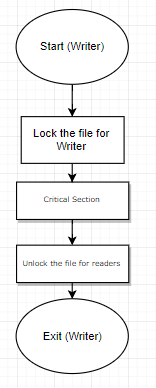 Start (Writer)
Lock the file for
Writer
Critical Section
Unlock the file for readers
Exit (Writer)